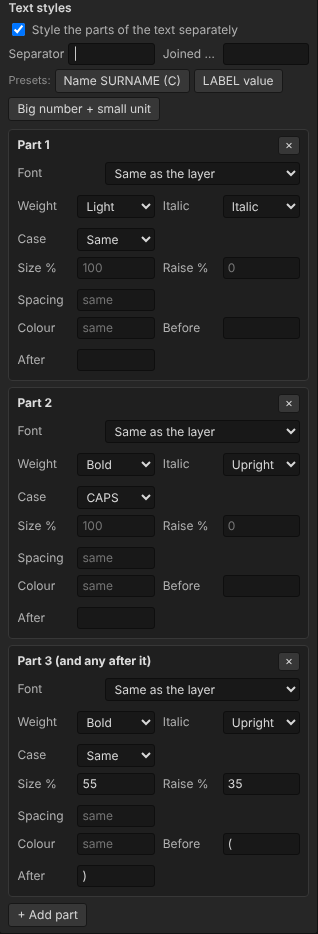 Text styles
Style the parts of the text separately
Separator Joined ...
Presets: Name SURNAME (C) LABEL value
Big number + small unit
Part 1 ×
Font Same as the layer
Weight Light Italic Italic
Case Same
Size % 100 Raise % 0
Spacing same
Colour same Before
After
Part 2 ×
Font Same as the layer
Weight Bold Italic Upright
Case CAPS
Size % 100 Raise % 0
Spacing same
Colour same Before
After
Part 3 (and any after it) ×
Font Same as the layer
Weight Bold Italic Upright
Case Same
Size % 55 Raise % 35
Spacing same
Colour same Before (
After )
+ Add part